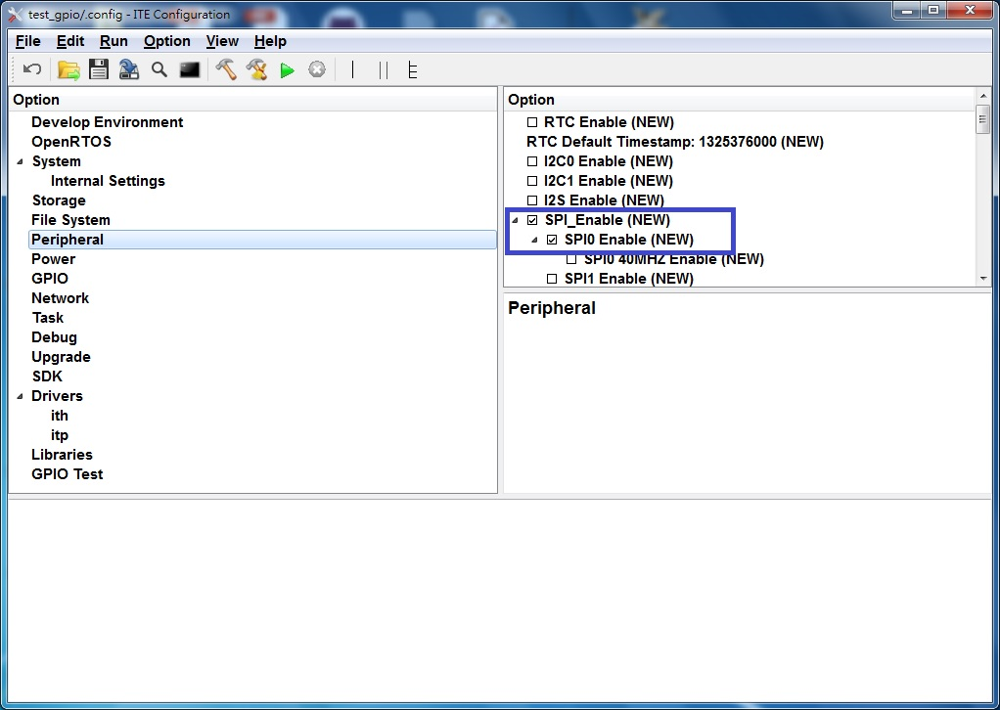 test_gpio/.config - ITE Configuration
File Edit Run Option View Help
Option
Develop Environment
OpenRTOS
System
Internal Settings
Storage
File System
Peripheral
Power
GPIO
Network
Task
Debug
Upgrade
SDK
Drivers
ith
itp
Libraries
GPIO Test
Option
RTC Enable (NEW)
RTC Default Timestamp: 1325376000 (NEW)
I2C0 Enable (NEW)
I2C1 Enable (NEW)
I2S Enable (NEW)
SPI_Enable (NEW)
SPI0 Enable (NEW)
SPI0 40MHZ Enable (NEW)
SPI1 Enable (NEW)
Peripheral